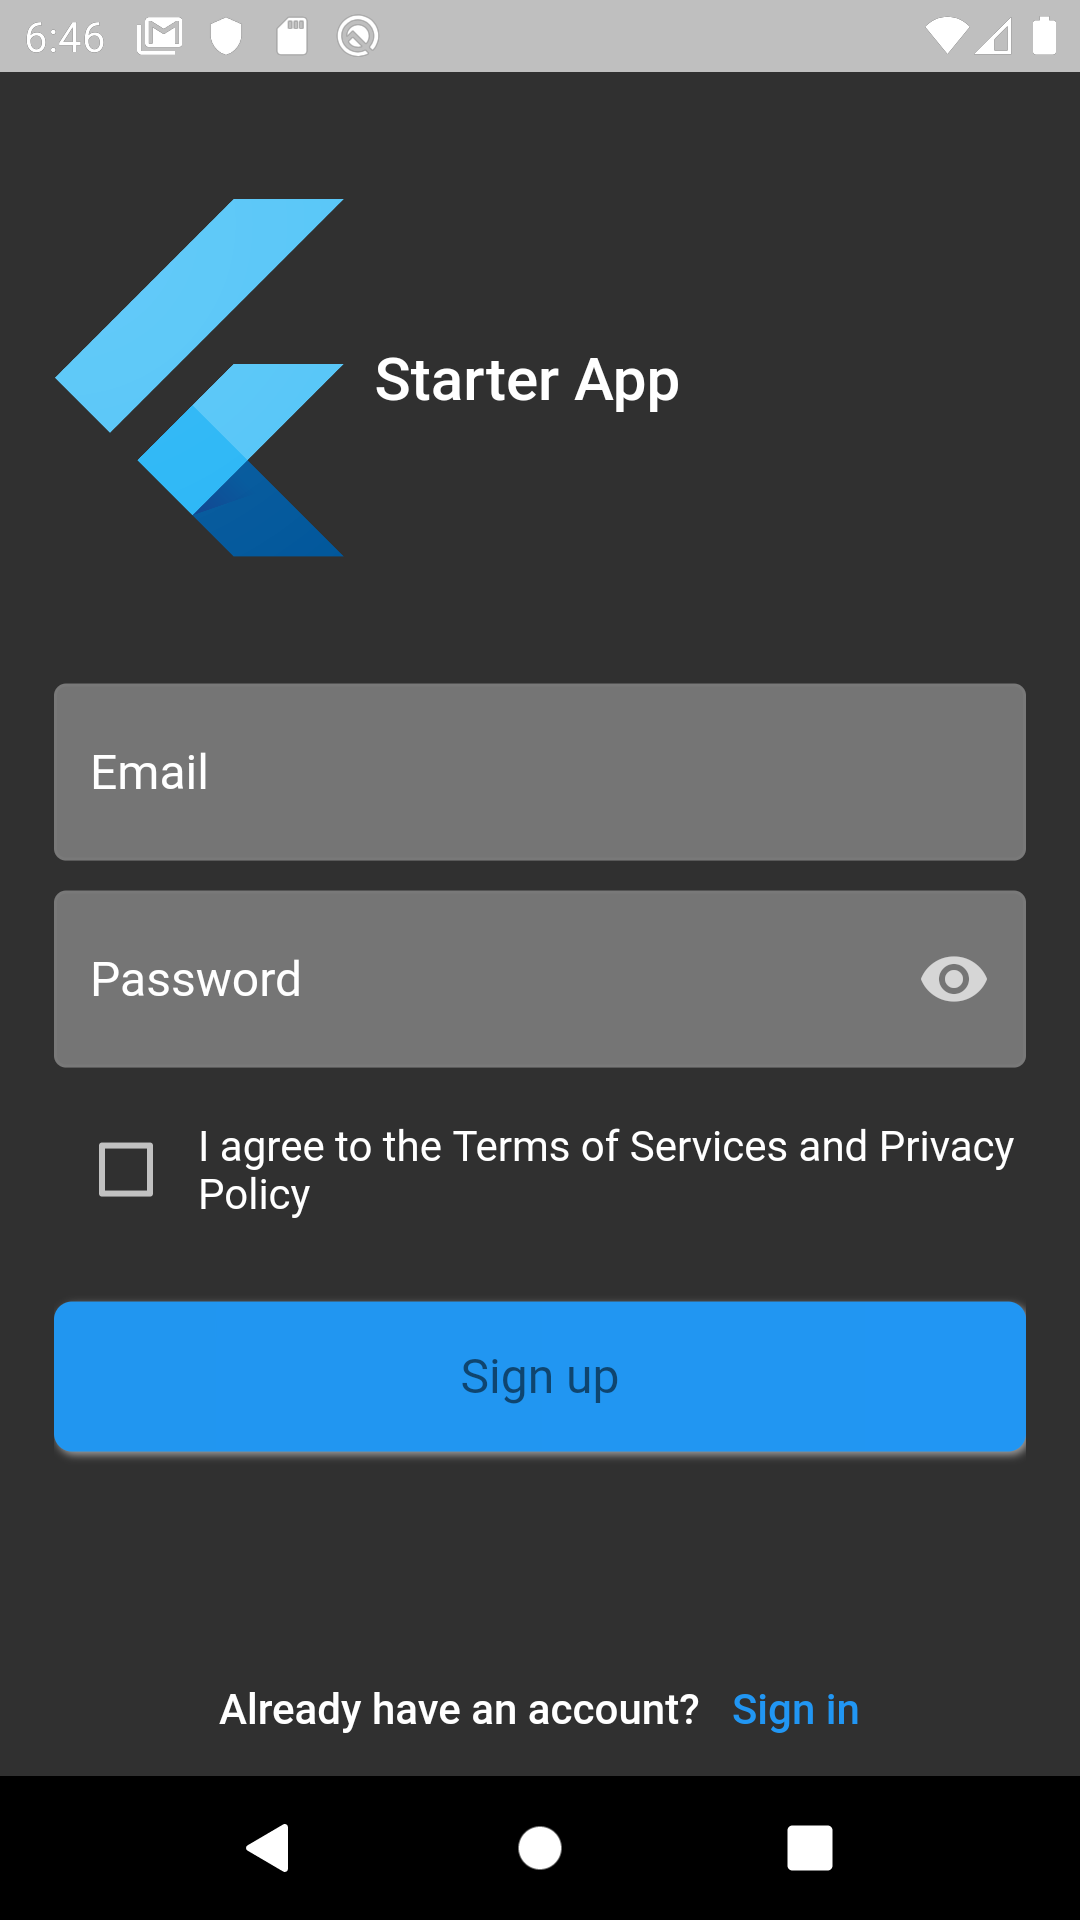 6:46
Starter App
Email
Password
I agree to the Terms of Services and Privacy
Policy
Sign up
Already have an account? Sign in